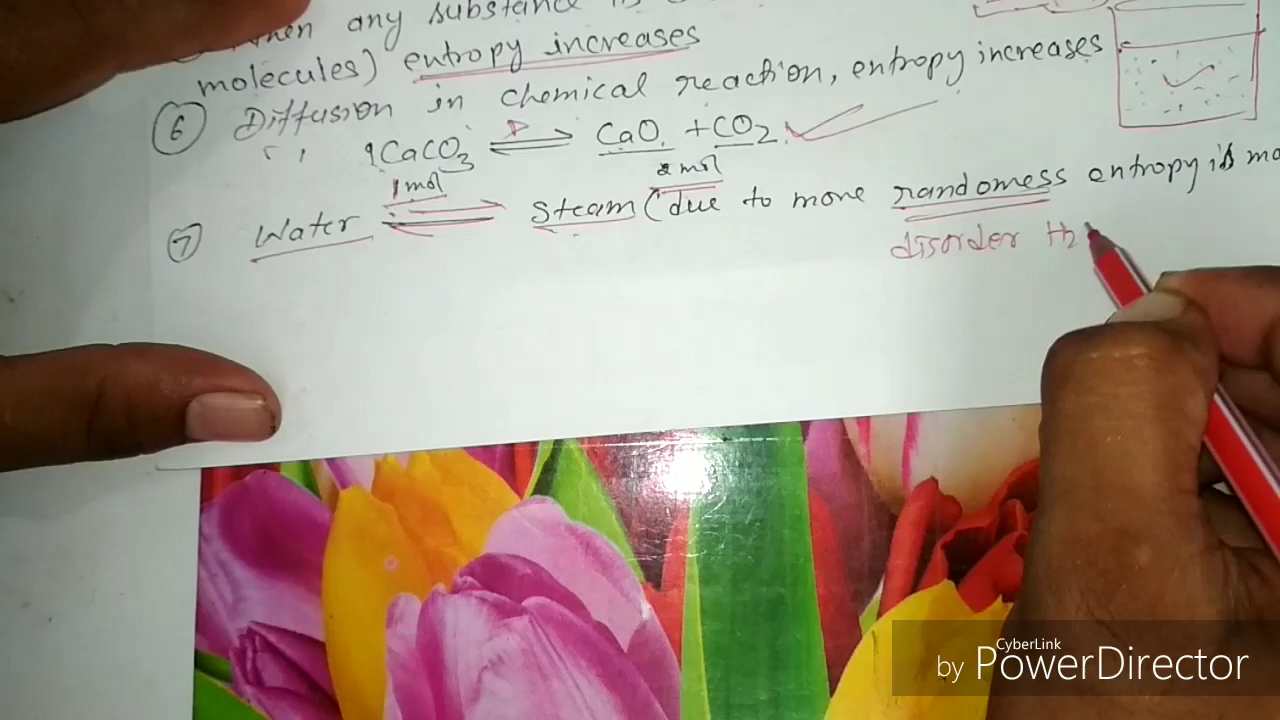 any substance is
molecules) entropy increases
⑥ Diffusion in chemical reaction, entropy increases
1CaCO3 ⇌ CaO + CO2
1 mol 2 mol
⑦ Water ⇌ Steam (due to more randomess entropy is mo
disorder th
CyberLink
by PowerDirector